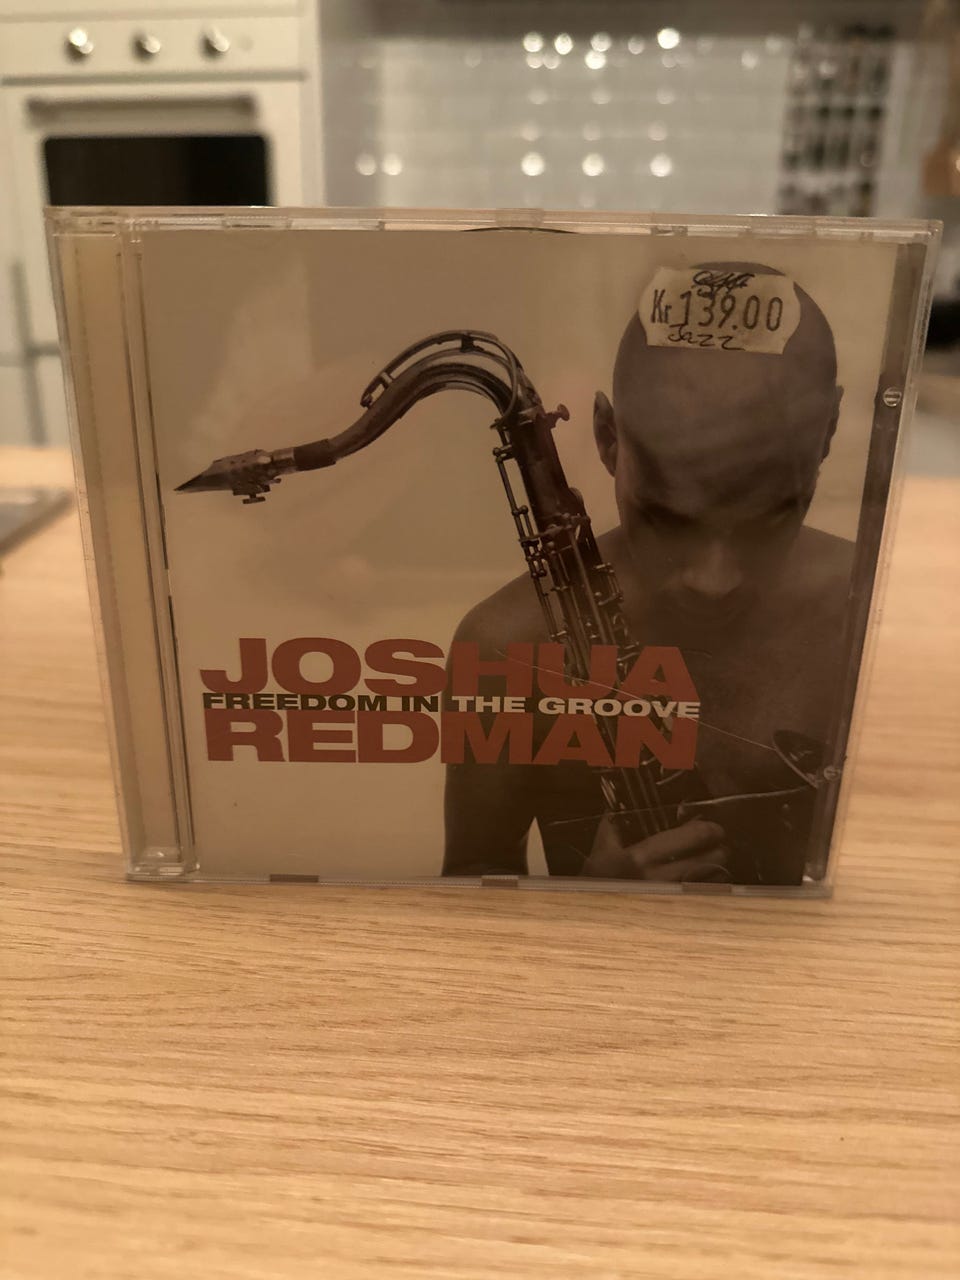 Kr 139.00
Jazz
JOSHUA
FREEDOM IN THE GROOVE
REDMAN